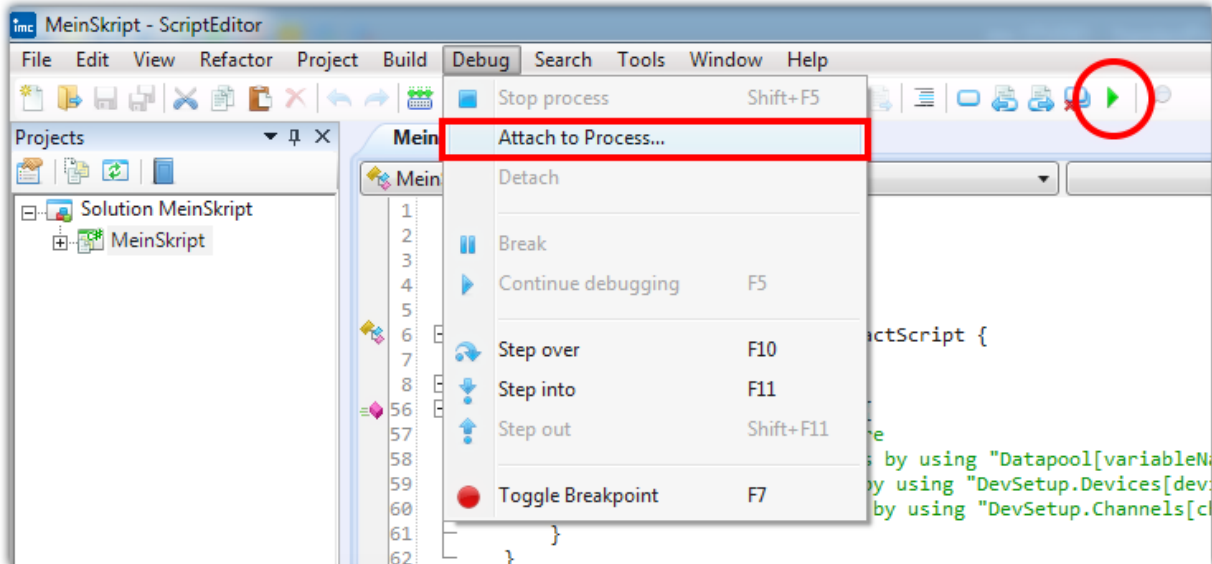 imc MeinSkript - ScriptEditor
File Edit View Refactor Project Build Debug Search Tools Window Help
Stop process Shift+F5
Projects
Mein
Attach to Process...
Mein
Detach
Solution MeinSkript
MeinSkript
1
2
Break
3
4
Continue debugging F5
5
6
actScript {
Step over F10
7
8
Step into F11
56
57
Step out Shift+F11
58
s by using "Datapool[variableNa
59
by using "DevSetup.Devices[dev
Toggle Breakpoint F7
60
by using "DevSetup.Channels[c
61 }
62 }